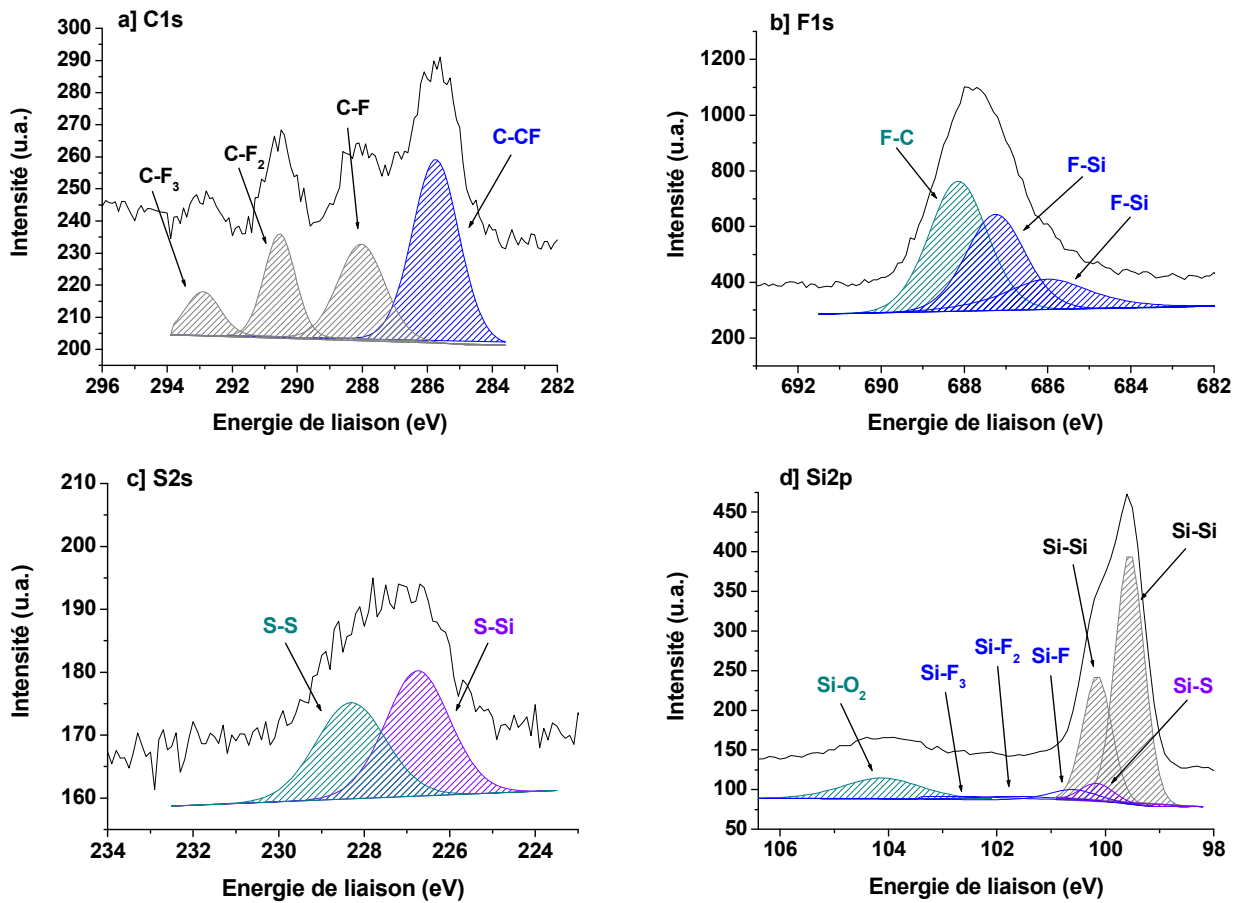 a] C1s
300
290
280
270
260
250
240
230
220
210
200
296 294 292 290 288 286 284 282
Intensité (u.a.)
Energie de liaison (eV)
C-F3
C-F2
C-F
C-CF
b] F1s
1200
1000
800
600
400
200
692 690 688 686 684 682
Intensité (u.a.)
Energie de liaison (eV)
F-C
F-Si
F-Si
c] S2s
210
200
190
180
170
160
234 232 230 228 226 224
Intensité (u.a.)
Energie de liaison (eV)
S-S
S-Si
d] Si2p
450
400
350
300
250
200
150
100
50
106 104 102 100 98
Intensité (u.a.)
Energie de liaison (eV)
Si-O2
Si-F3
Si-F2
Si-F
Si-Si
Si-Si
Si-S